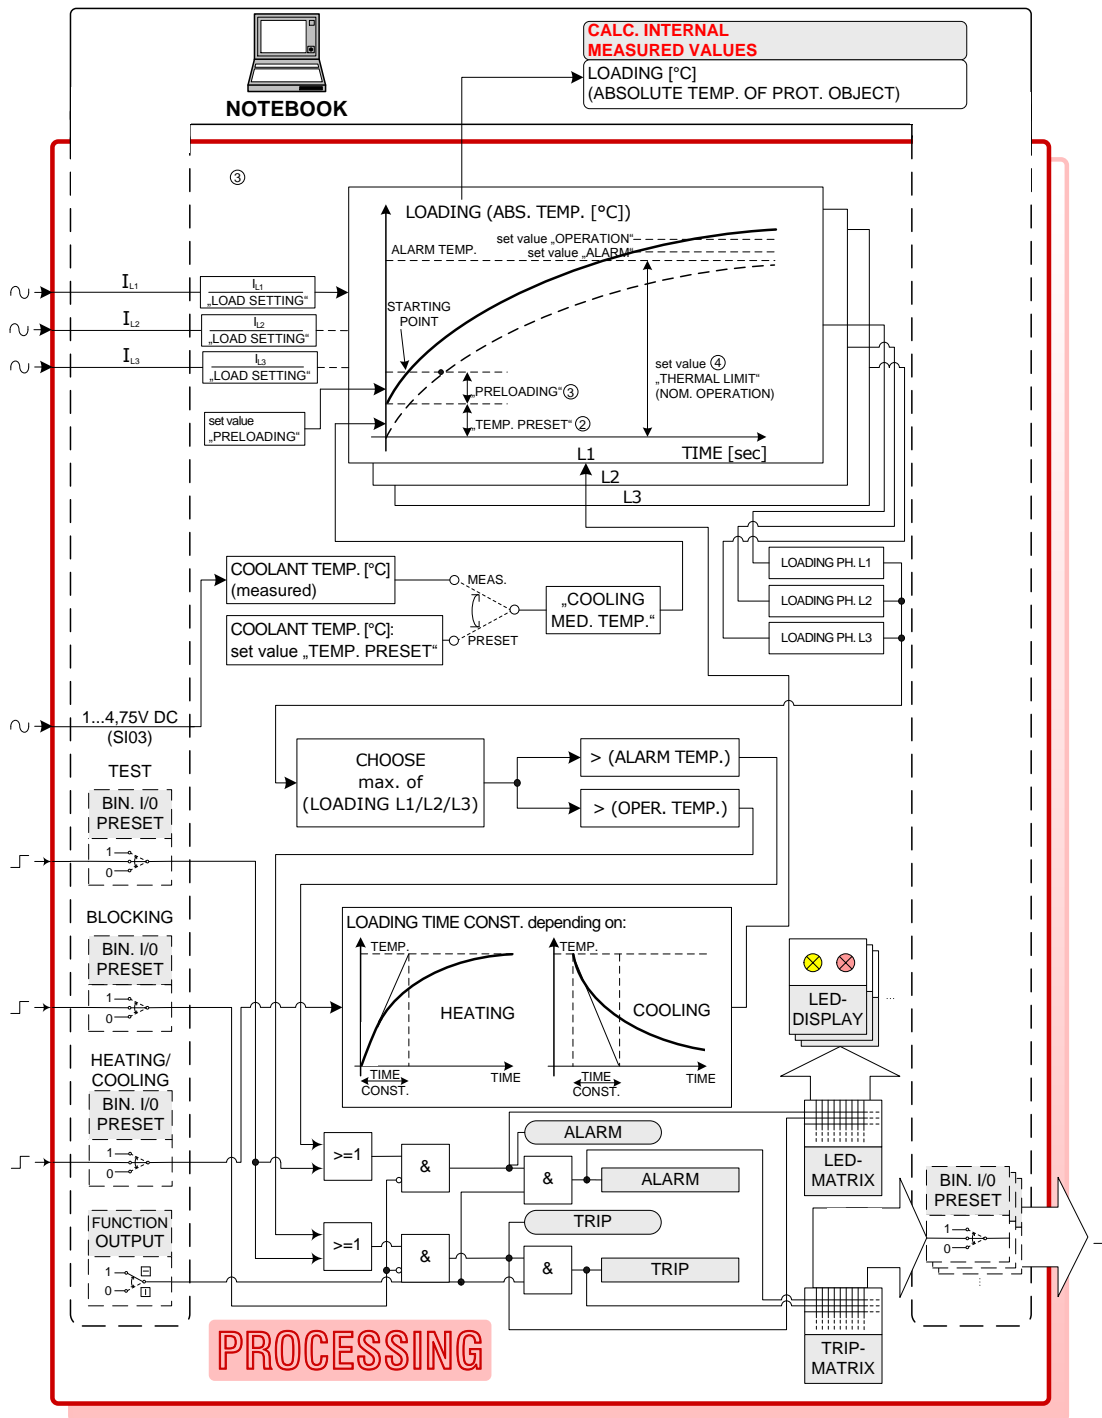 CALC. INTERNAL
MEASURED VALUES
LOADING [°C]
(ABSOLUTE TEMP. OF PROT. OBJECT)
NOTEBOOK
③
LOADING (ABS. TEMP. [°C])
set value „OPERATION“
ALARM TEMP.
set value „ALARM“
STARTING
POINT
set value ④
„THERMAL LIMIT“
(NOM. OPERATION)
„PRELOADING“ ③
„TEMP. PRESET“ ②
TIME [sec]
L1
L2
L3
IL1
IL1
„LOAD SETTING“
IL2
IL2
„LOAD SETTING“
IL3
IL3
„LOAD SETTING“
set value
„PRELOADING“
COOLANT TEMP. [°C]
(measured)
COOLANT TEMP. [°C]:
set value „TEMP. PRESET“
MEAS.
PRESET
„COOLING
MED. TEMP.“
LOADING PH. L1
LOADING PH. L2
LOADING PH. L3
1...4,75V DC
(SI03)
CHOOSE
max. of
(LOADING L1/L2/L3)
> (ALARM TEMP.)
> (OPER. TEMP.)
TEST
BIN. I/0
PRESET
1
0
BLOCKING
BIN. I/0
PRESET
1
0
HEATING/
COOLING
BIN. I/0
PRESET
1
0
FUNCTION
OUTPUT
1
0
LOADING TIME CONST. depending on:
TEMP.
HEATING
TIME
CONST.
TIME
TEMP.
COOLING
TIME
CONST.
TIME
LED-
DISPLAY
...
>=1
&
ALARM
&
ALARM
>=1
&
TRIP
&
TRIP
LED-
MATRIX
TRIP-
MATRIX
BIN. I/0
PRESET
1
0
...
PROCESSING